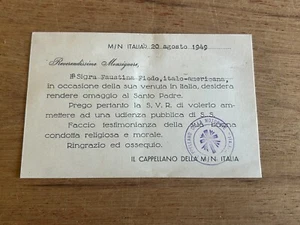 M/N ITALIA, 20 agosto 1949
Reverendissimo Monsignore,
Sigra Faustina Fiado, italo-americana,
in occasione della sua venuta in Italia, desidera
rendere omaggio al Santo Padre.
Prego pertanto la S. V. R. di volerlo am-
mettere ad una udienza pubblica di S. S.
Faccio testimonianza della sua buona
condotta religiosa e morale.
Ringrazio ed ossequio.
IL CAPPELLANO DELLA M/N. ITALIA